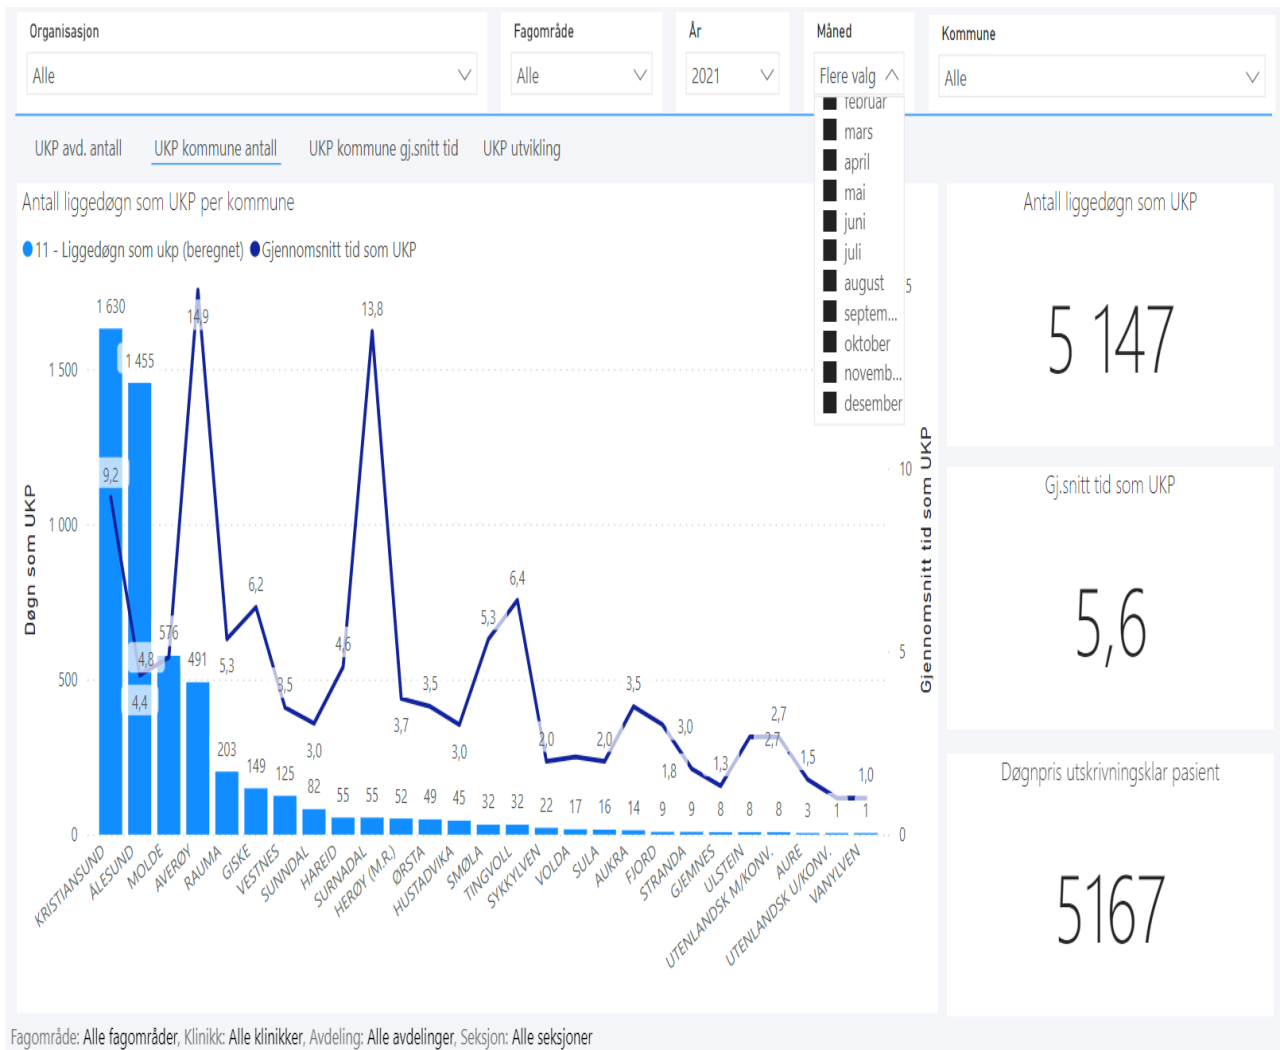 Organisasjon
Fagområde
År
Måned
Kommune
Alle
Alle
2021
Flere valg
Alle
februar
mars
april
mai
juni
juli
august
septem...
oktober
novemb...
desember
UKP avd. antall
UKP kommune antall
UKP kommune gj.snitt tid
UKP utvikling
Antall liggedøgn som UKP per kommune
11 - Liggedøgn som ukp (beregnet)
Gjennomsnitt tid som UKP
Døgn som UKP
1 500
1 000
500
0
1 630
1 455
576
491
203
149
125
82
55
55
52
49
45
32
32
22
17
16
14
9
9
8
8
8
3
1
1
9,2
4,4
4,8
14,9
5,3
6,2
3,5
3,0
4,6
13,8
3,7
3,5
3,0
5,3
6,4
2,0
2,0
3,5
3,0
1,8
1,3
2,7
2,7
1,5
1,0
5
10
5
0
Gjennomsnitt tid som UKP
KRISTIANSUND
ÅLESUND
MOLDE
AVERØY
RAUMA
GISKE
VESTNES
SUNNDAL
HAREID
SURNADAL
HERØY (M.R.)
ØRSTA
HUSTADVIKA
SMØLA
TINGVOLL
SYKKYLVEN
VOLDA
SULA
AUKRA
FJORD
STRANDA
GJEMNES
ULSTEIN
UTENLANDSK M/KONV.
AURE
UTENLANDSK U/KONV.
VANYLVEN
Antall liggedøgn som UKP
5 147
Gj.snitt tid som UKP
5,6
Døgnpris utskrivningsklar pasient
5167
Fagområde: Alle fagområder, Klinikk: Alle klinikker, Avdeling: Alle avdelinger, Seksjon: Alle seksjoner